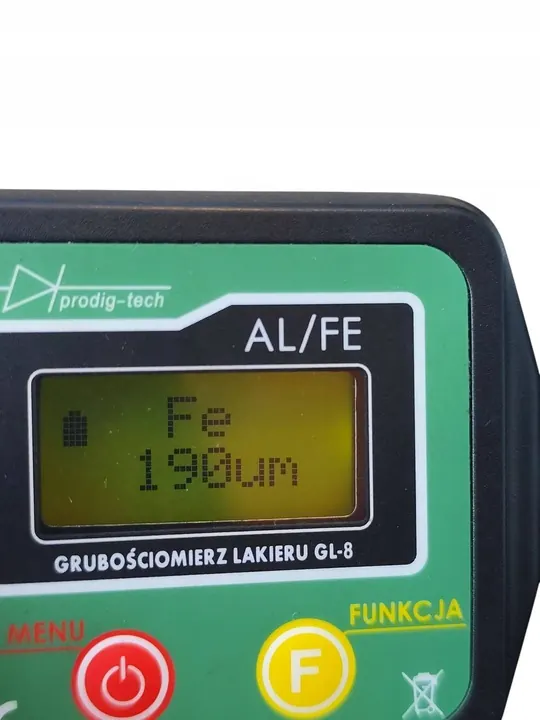 prodig-tech
AL/FE
Fe
190um
GRUBOŚCIOMIERZ LAKIERU GL-8
MENU
FUNKCJA
F